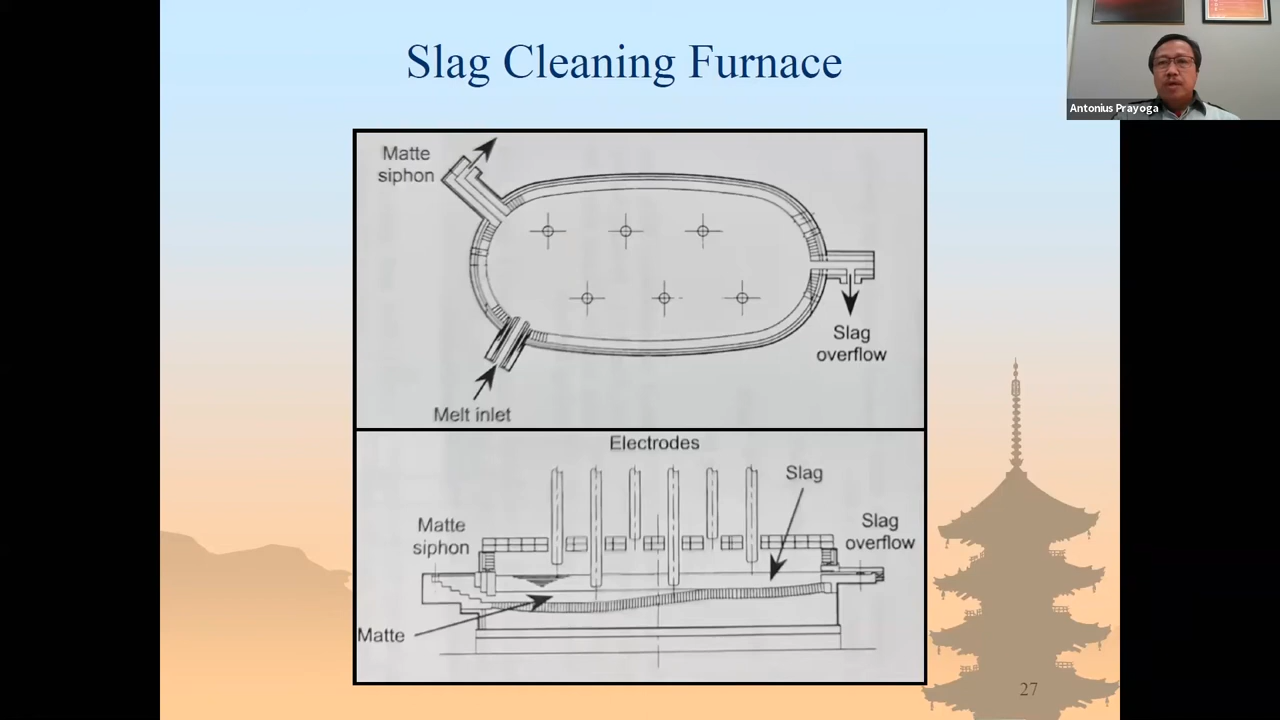 Slag Cleaning Furnace
Antonius Prayoga
Matte
siphon
Slag
overflow
Melt inlet
Electrodes
Slag
Matte
siphon
Slag
overflow
Matte
27